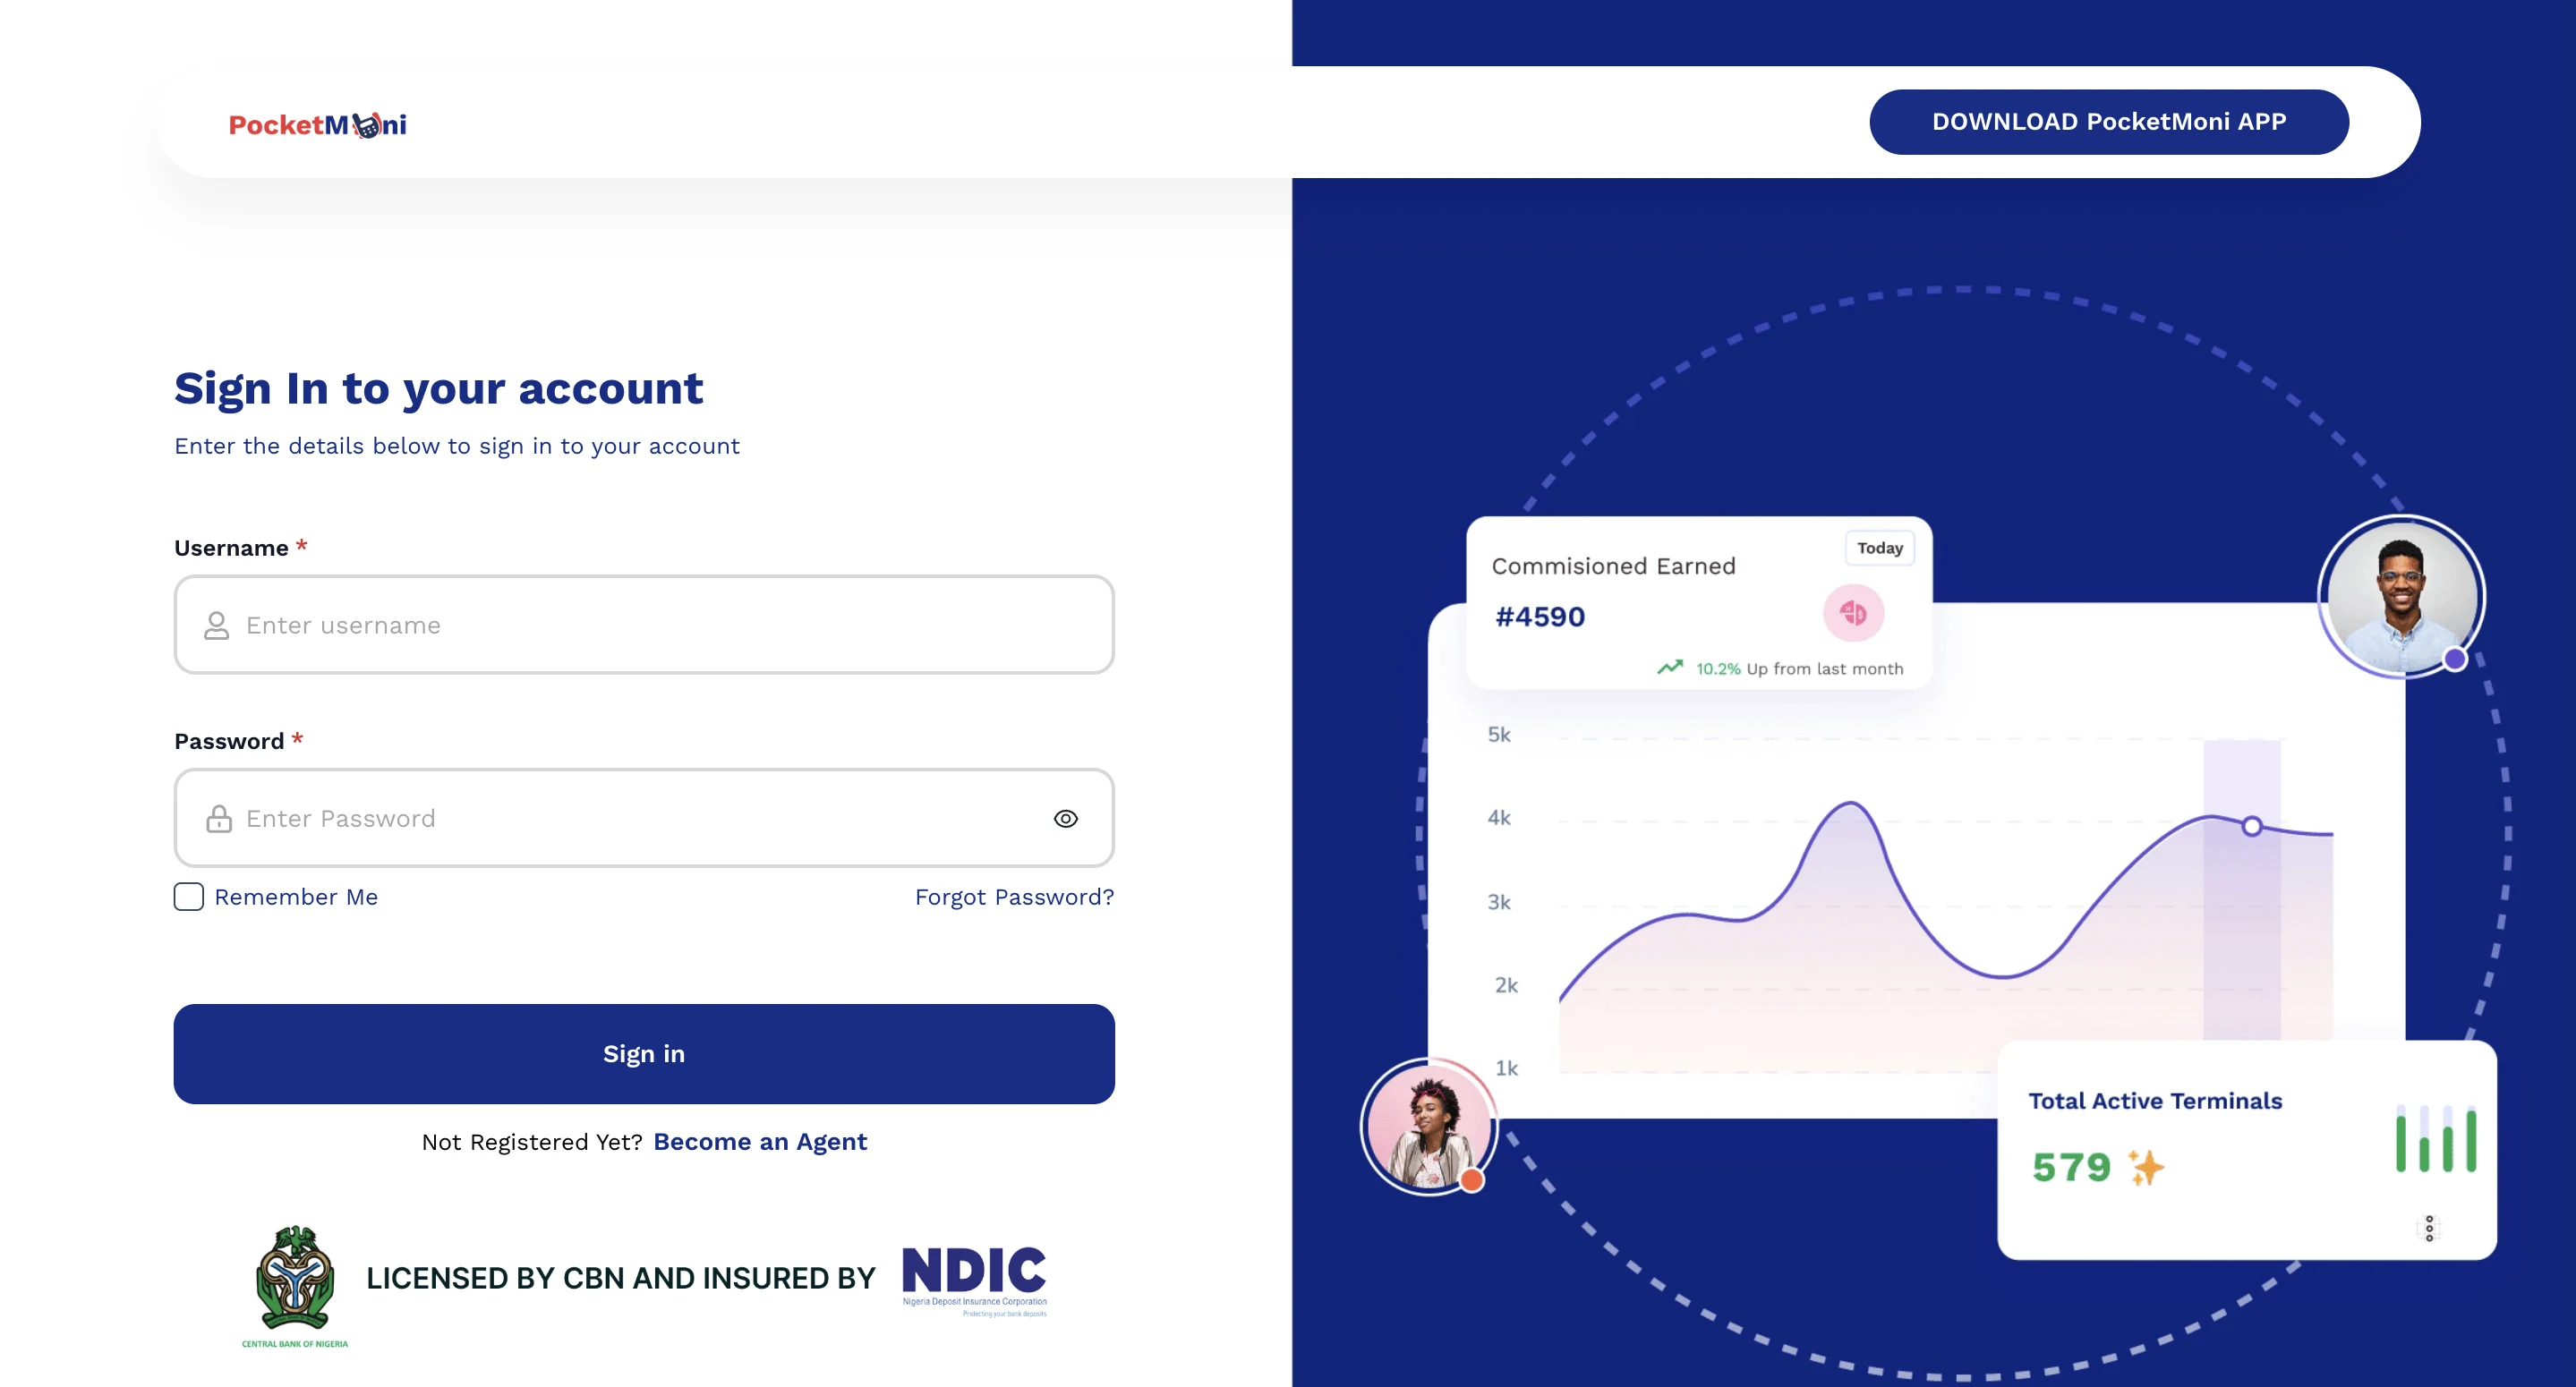 PocketMoni
DOWNLOAD PocketMoni APP
Sign In to your account
Enter the details below to sign in to your account
Username *
Enter username
Password *
Enter Password
Remember Me
Forgot Password?
Sign in
Not Registered Yet? Become an Agent
CENTRAL BANK OF NIGERIA
LICENSED BY CBN AND INSURED BY
NDIC
Nigeria Deposit Insurance Corporation
Protecting your bank deposits
Today
Commisioned Earned
#4590
10.2% Up from last month
5k
4k
3k
2k
1k
Total Active Terminals
579